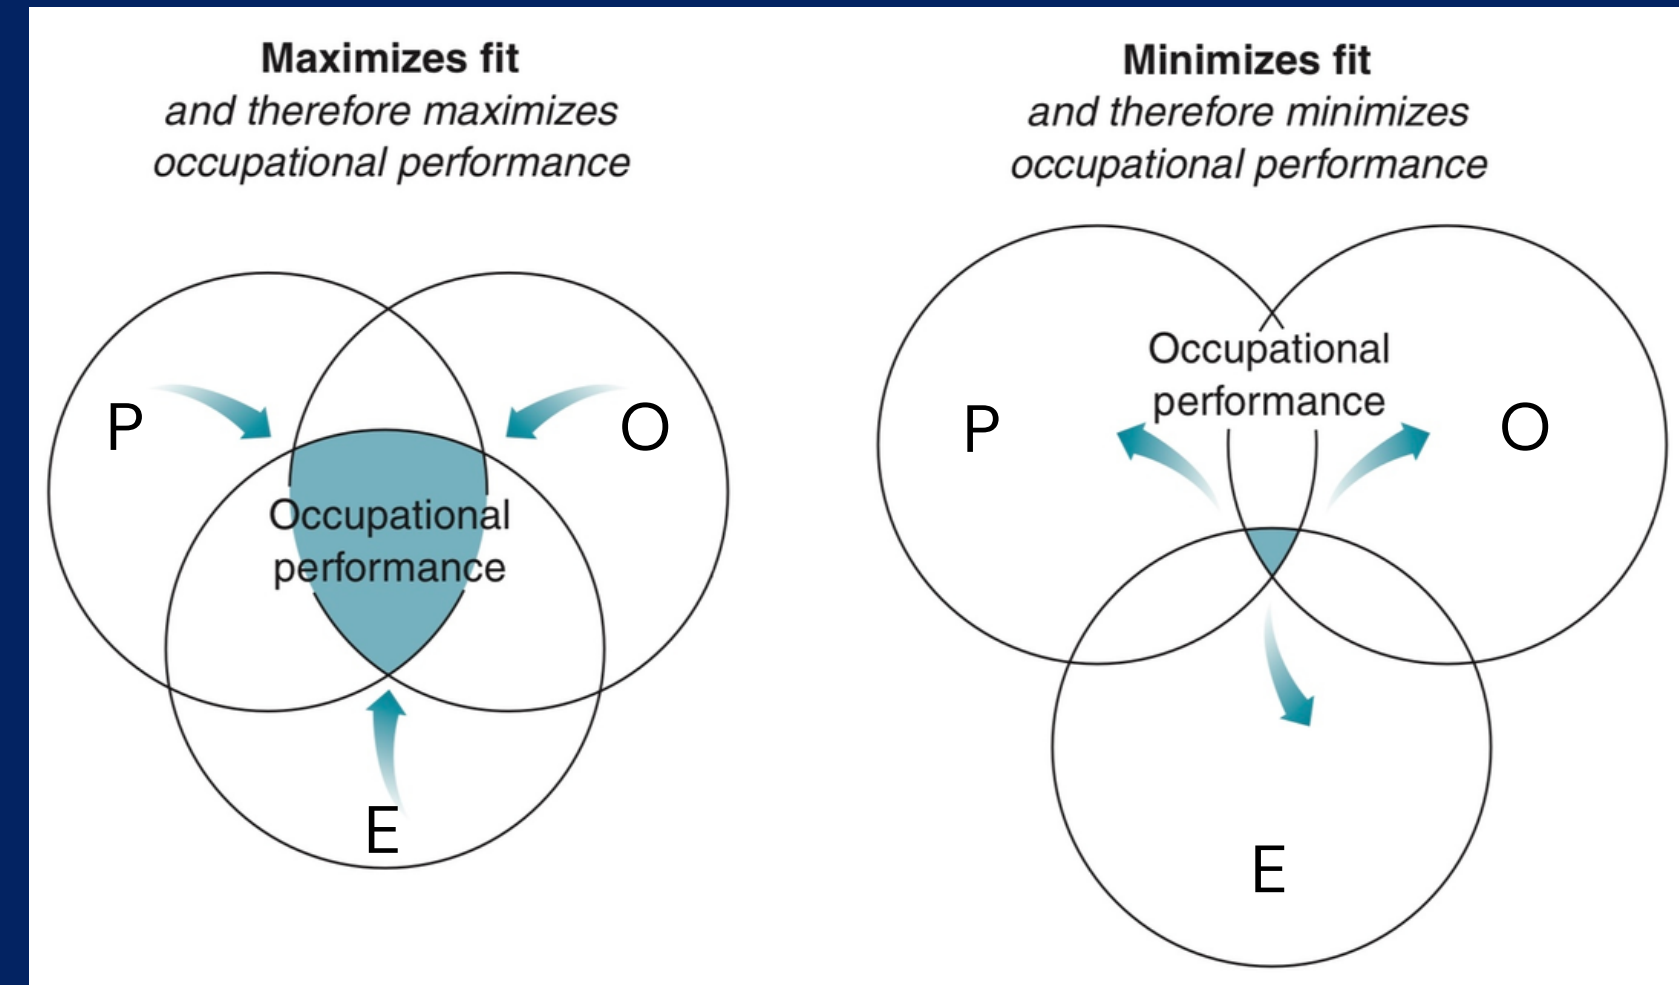 Maximizes fit
and therefore maximizes
occupational performance
P
O
Occupational
performance
E
Minimizes fit
and therefore minimizes
occupational performance
Occupational
performance
P
O
E